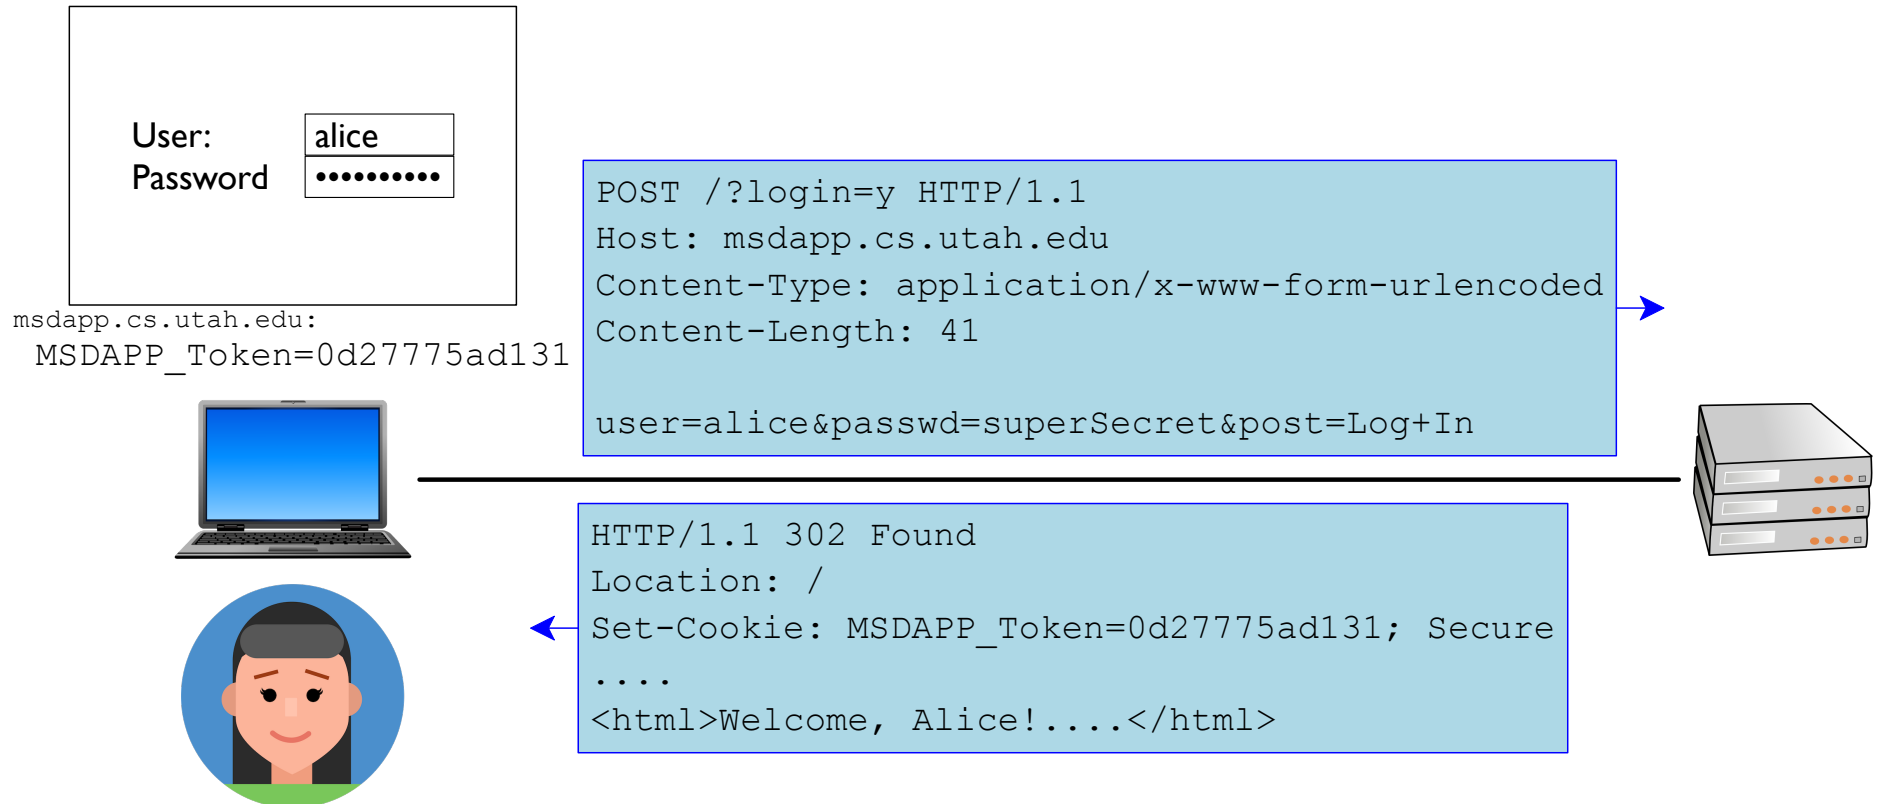 User: alice
Password ••••••••••
msdapp.cs.utah.edu:
MSDAPP_Token=0d27775ad131
POST /?login=y HTTP/1.1
Host: msdapp.cs.utah.edu
Content-Type: application/x-www-form-urlencoded
Content-Length: 41
user=alice&passwd=superSecret&post=Log+In
HTTP/1.1 302 Found
Location: /
Set-Cookie: MSDAPP_Token=0d27775ad131; Secure
....
<html>Welcome, Alice!....</html>